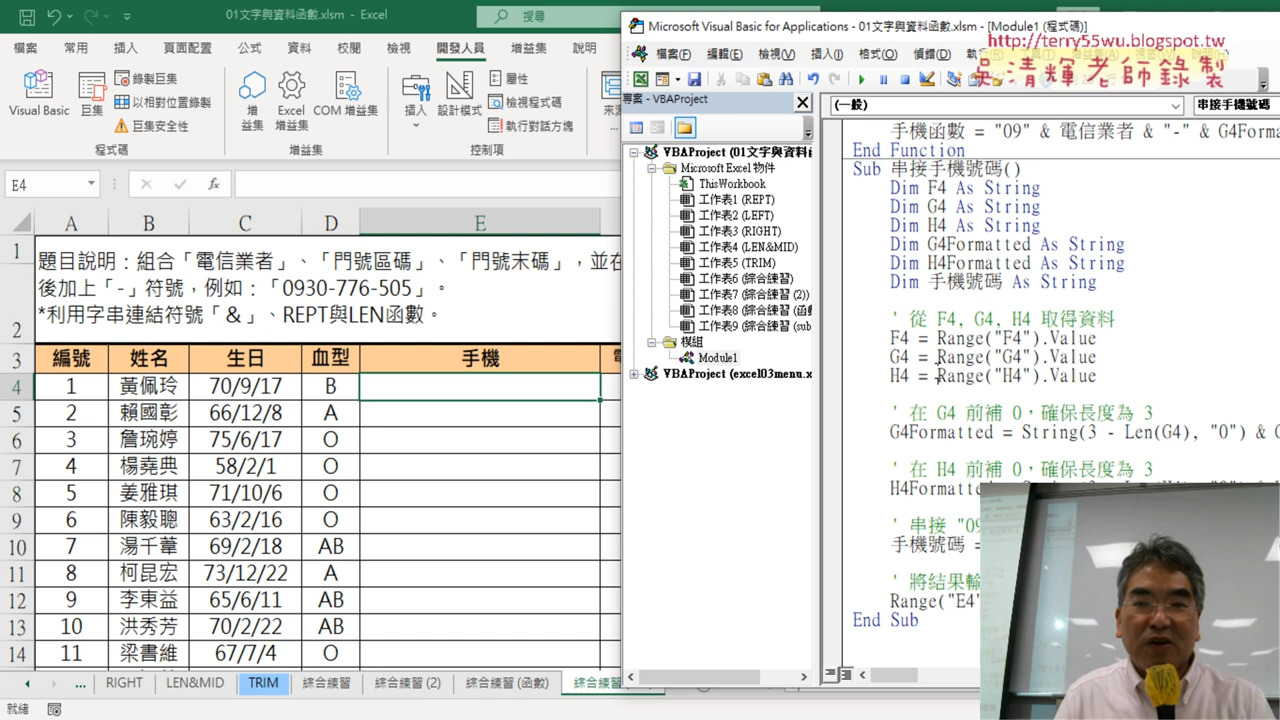 01文字與資料函數.xlsm - Excel
搜尋
檔案 常用 插入 頁面配置 公式 資料 校閱 檢視 開發人員 增益集 說明
Visual Basic
巨集
錄製巨集
以相對位置錄製
巨集安全性
程式碼
增益集
Excel 增益集
COM 增益集
增益集
插入
設計模式
屬性
檢視程式碼
執行對話方塊
控制項
E4
fx
A B C D E
1
題目說明：組合「電信業者」、「門號區碼」、「門號末碼」，並在
後加上「-」符號，例如：「0930-776-505」。
2
*利用字串連結符號「&」、REPT與LEN函數。
3 編號 姓名 生日 血型 手機
4 1 黃佩玲 70/9/17 B
5 2 賴國彰 66/12/8 A
6 3 詹琬婷 75/6/17 O
7 4 楊堯典 58/2/1 O
8 5 姜雅琪 71/10/6 O
9 6 陳毅聰 63/2/16 O
10 7 湯千葦 69/2/18 AB
11 8 柯昆宏 73/12/22 A
12 9 李東益 65/6/11 AB
13 10 洪秀芳 70/2/22 AB
14 11 梁書維 67/7/4 O
... RIGHT LEN&MID TRIM 綜合練習 綜合練習 (2) 綜合練習 (函數) 綜合練習
就緒
Microsoft Visual Basic for Applications - 01文字與資料函數.xlsm - [Module1 (程式碼)]
http://terry55wu.blogspot.tw
吳清輝老師錄製
檔案(F) 編輯(E) 檢視(V) 插入(I) 格式(O) 偵錯(D)
專案 - VBAProject
VBAProject (01文字與資料函
Microsoft Excel 物件
ThisWorkbook
工作表1 (REPT)
工作表2 (LEFT)
工作表3 (RIGHT)
工作表4 (LEN&MID)
工作表5 (TRIM)
工作表6 (綜合練習)
工作表7 (綜合練習 (2))
工作表8 (綜合練習 (函
工作表9 (綜合練習 (sub
模組
Module1
VBAProject (excel03menu.x
(一般)
串接手機號碼
手機函數 = "09" & 電信業者 & "-" & G4Forma
End Function
Sub 串接手機號碼()
Dim F4 As String
Dim G4 As String
Dim H4 As String
Dim G4Formatted As String
Dim H4Formatted As String
Dim 手機號碼 As String
' 從 F4, G4, H4 取得資料
F4 = Range("F4").Value
G4 = Range("G4").Value
H4 = Range("H4").Value
' 在 G4 前補 0，確保長度為 3
G4Formatted = String(3 - Len(G4), "0") &
' 在 H4 前補 0，確保長度為 3
H4Formatte
' 串接 "09
手機號碼 =
' 將結果輸
Range("E4"
End Sub